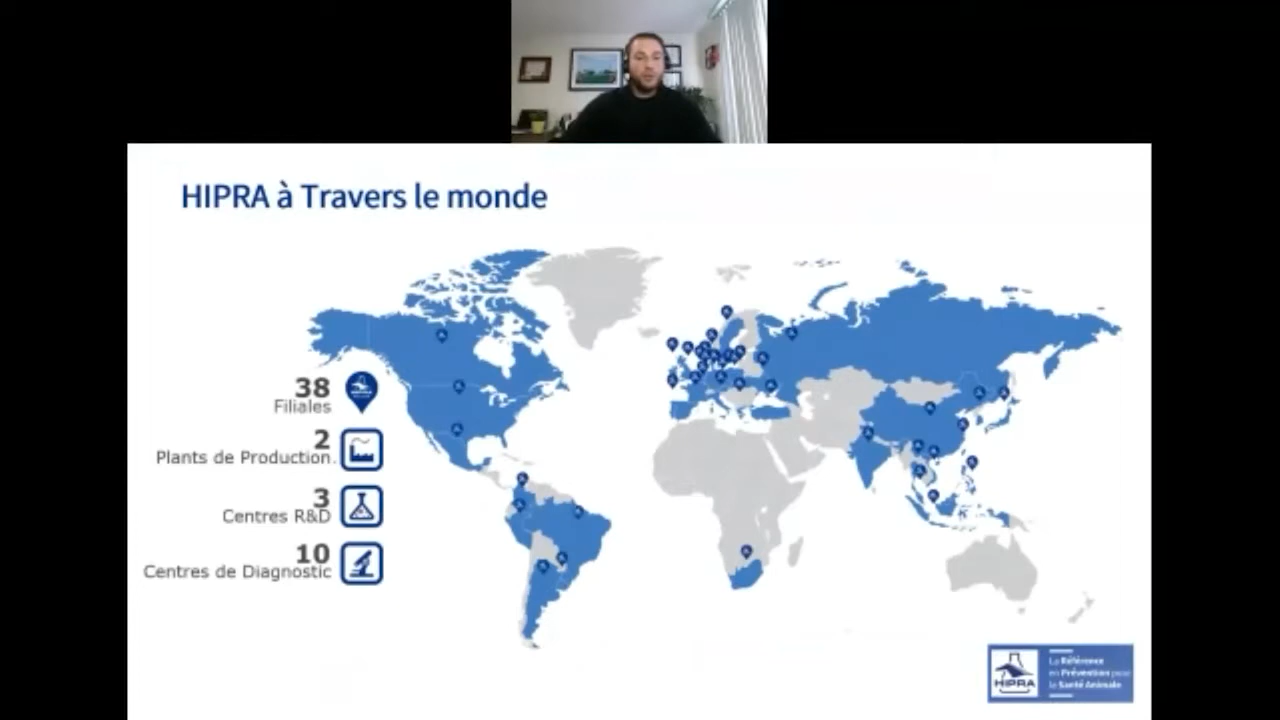 HIPRA à Travers le monde
38
Filiales
2
Plants de Production.
3
Centres R&D
10
Centres de Diagnostic
HIPRA
La Référence
en Prévention pour
la Santé Animale